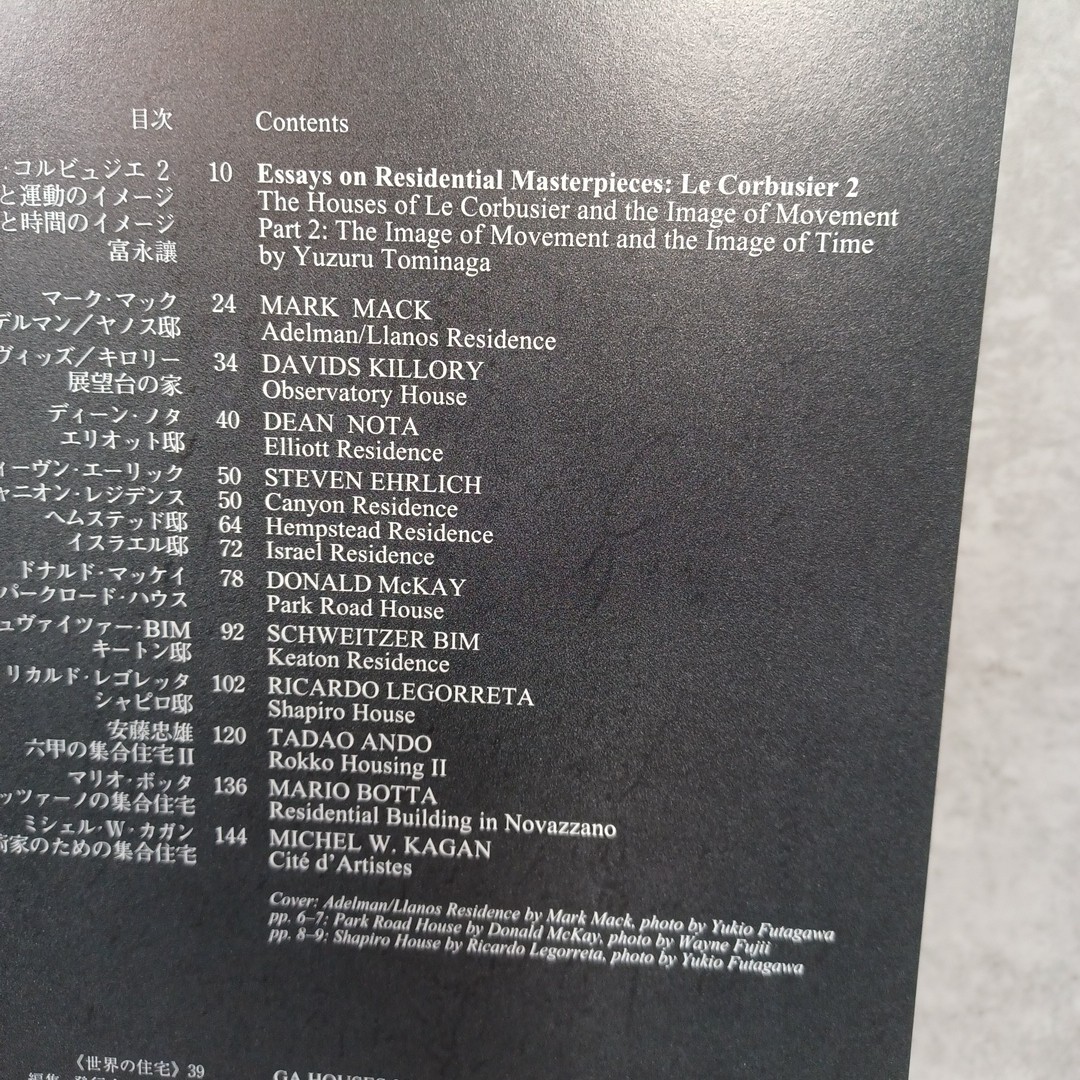 目次 Contents
・コルビュジエ 2 10 Essays on Residential Masterpieces: Le Corbusier 2
と運動のイメージ The Houses of Le Corbusier and the Image of Movement
と時間のイメージ Part 2: The Image of Movement and the Image of Time
富永讓 by Yuzuru Tominaga
マーク・マック 24 MARK MACK
デルマン／ヤノス邸 Adelman/Llanos Residence
ヴィッズ／キロリー 34 DAVIDS KILLORY
展望台の家 Observatory House
ディーン・ノタ 40 DEAN NOTA
エリオット邸 Elliott Residence
ィーヴン・エーリック 50 STEVEN EHRLICH
ャニオン・レジデンス 50 Canyon Residence
ヘムステッド邸 64 Hempstead Residence
イスラエル邸 72 Israel Residence
ドナルド・マッケイ 78 DONALD McKAY
パークロード・ハウス Park Road House
ュヴァイツァー・BIM 92 SCHWEITZER BIM
キートン邸 Keaton Residence
リカルド・レゴレッタ 102 RICARDO LEGORRETA
シャピロ邸 Shapiro House
安藤忠雄 120 TADAO ANDO
六甲の集合住宅II Rokko Housing II
マリオ・ボッタ 136 MARIO BOTTA
ッツァーノの集合住宅 Residential Building in Novazzano
ミシェル・W・カガン 144 MICHEL W. KAGAN
術家のための集合住宅 Cité d'Artistes
Cover: Adelman/Llanos Residence by Mark Mack, photo by Yukio Futagawa
pp. 6–7: Park Road House by Donald McKay, photo by Wayne Fujii
pp. 8–9: Shapiro House by Ricardo Legorreta, photo by Yukio Futagawa
《世界の住宅》39
GA HOUSES